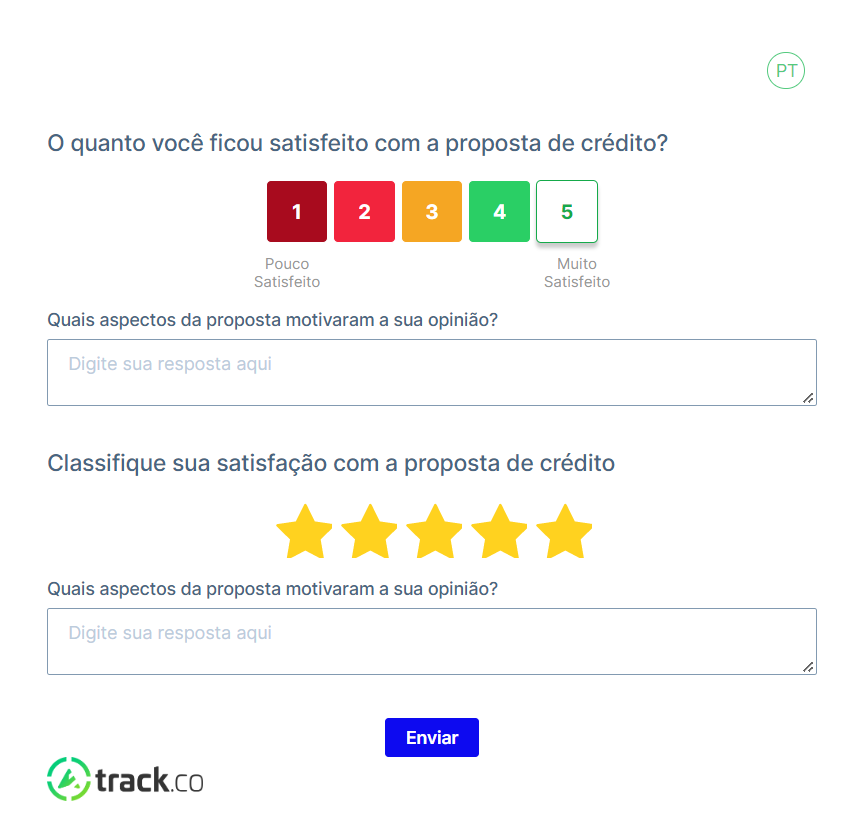 PT
O quanto você ficou satisfeito com a proposta de crédito?
1 2 3 4 5
Pouco Muito
Satisfeito Satisfeito
Quais aspectos da proposta motivaram a sua opinião?
Digite sua resposta aqui
Classifique sua satisfação com a proposta de crédito
Quais aspectos da proposta motivaram a sua opinião?
Digite sua resposta aqui
Enviar
track.co